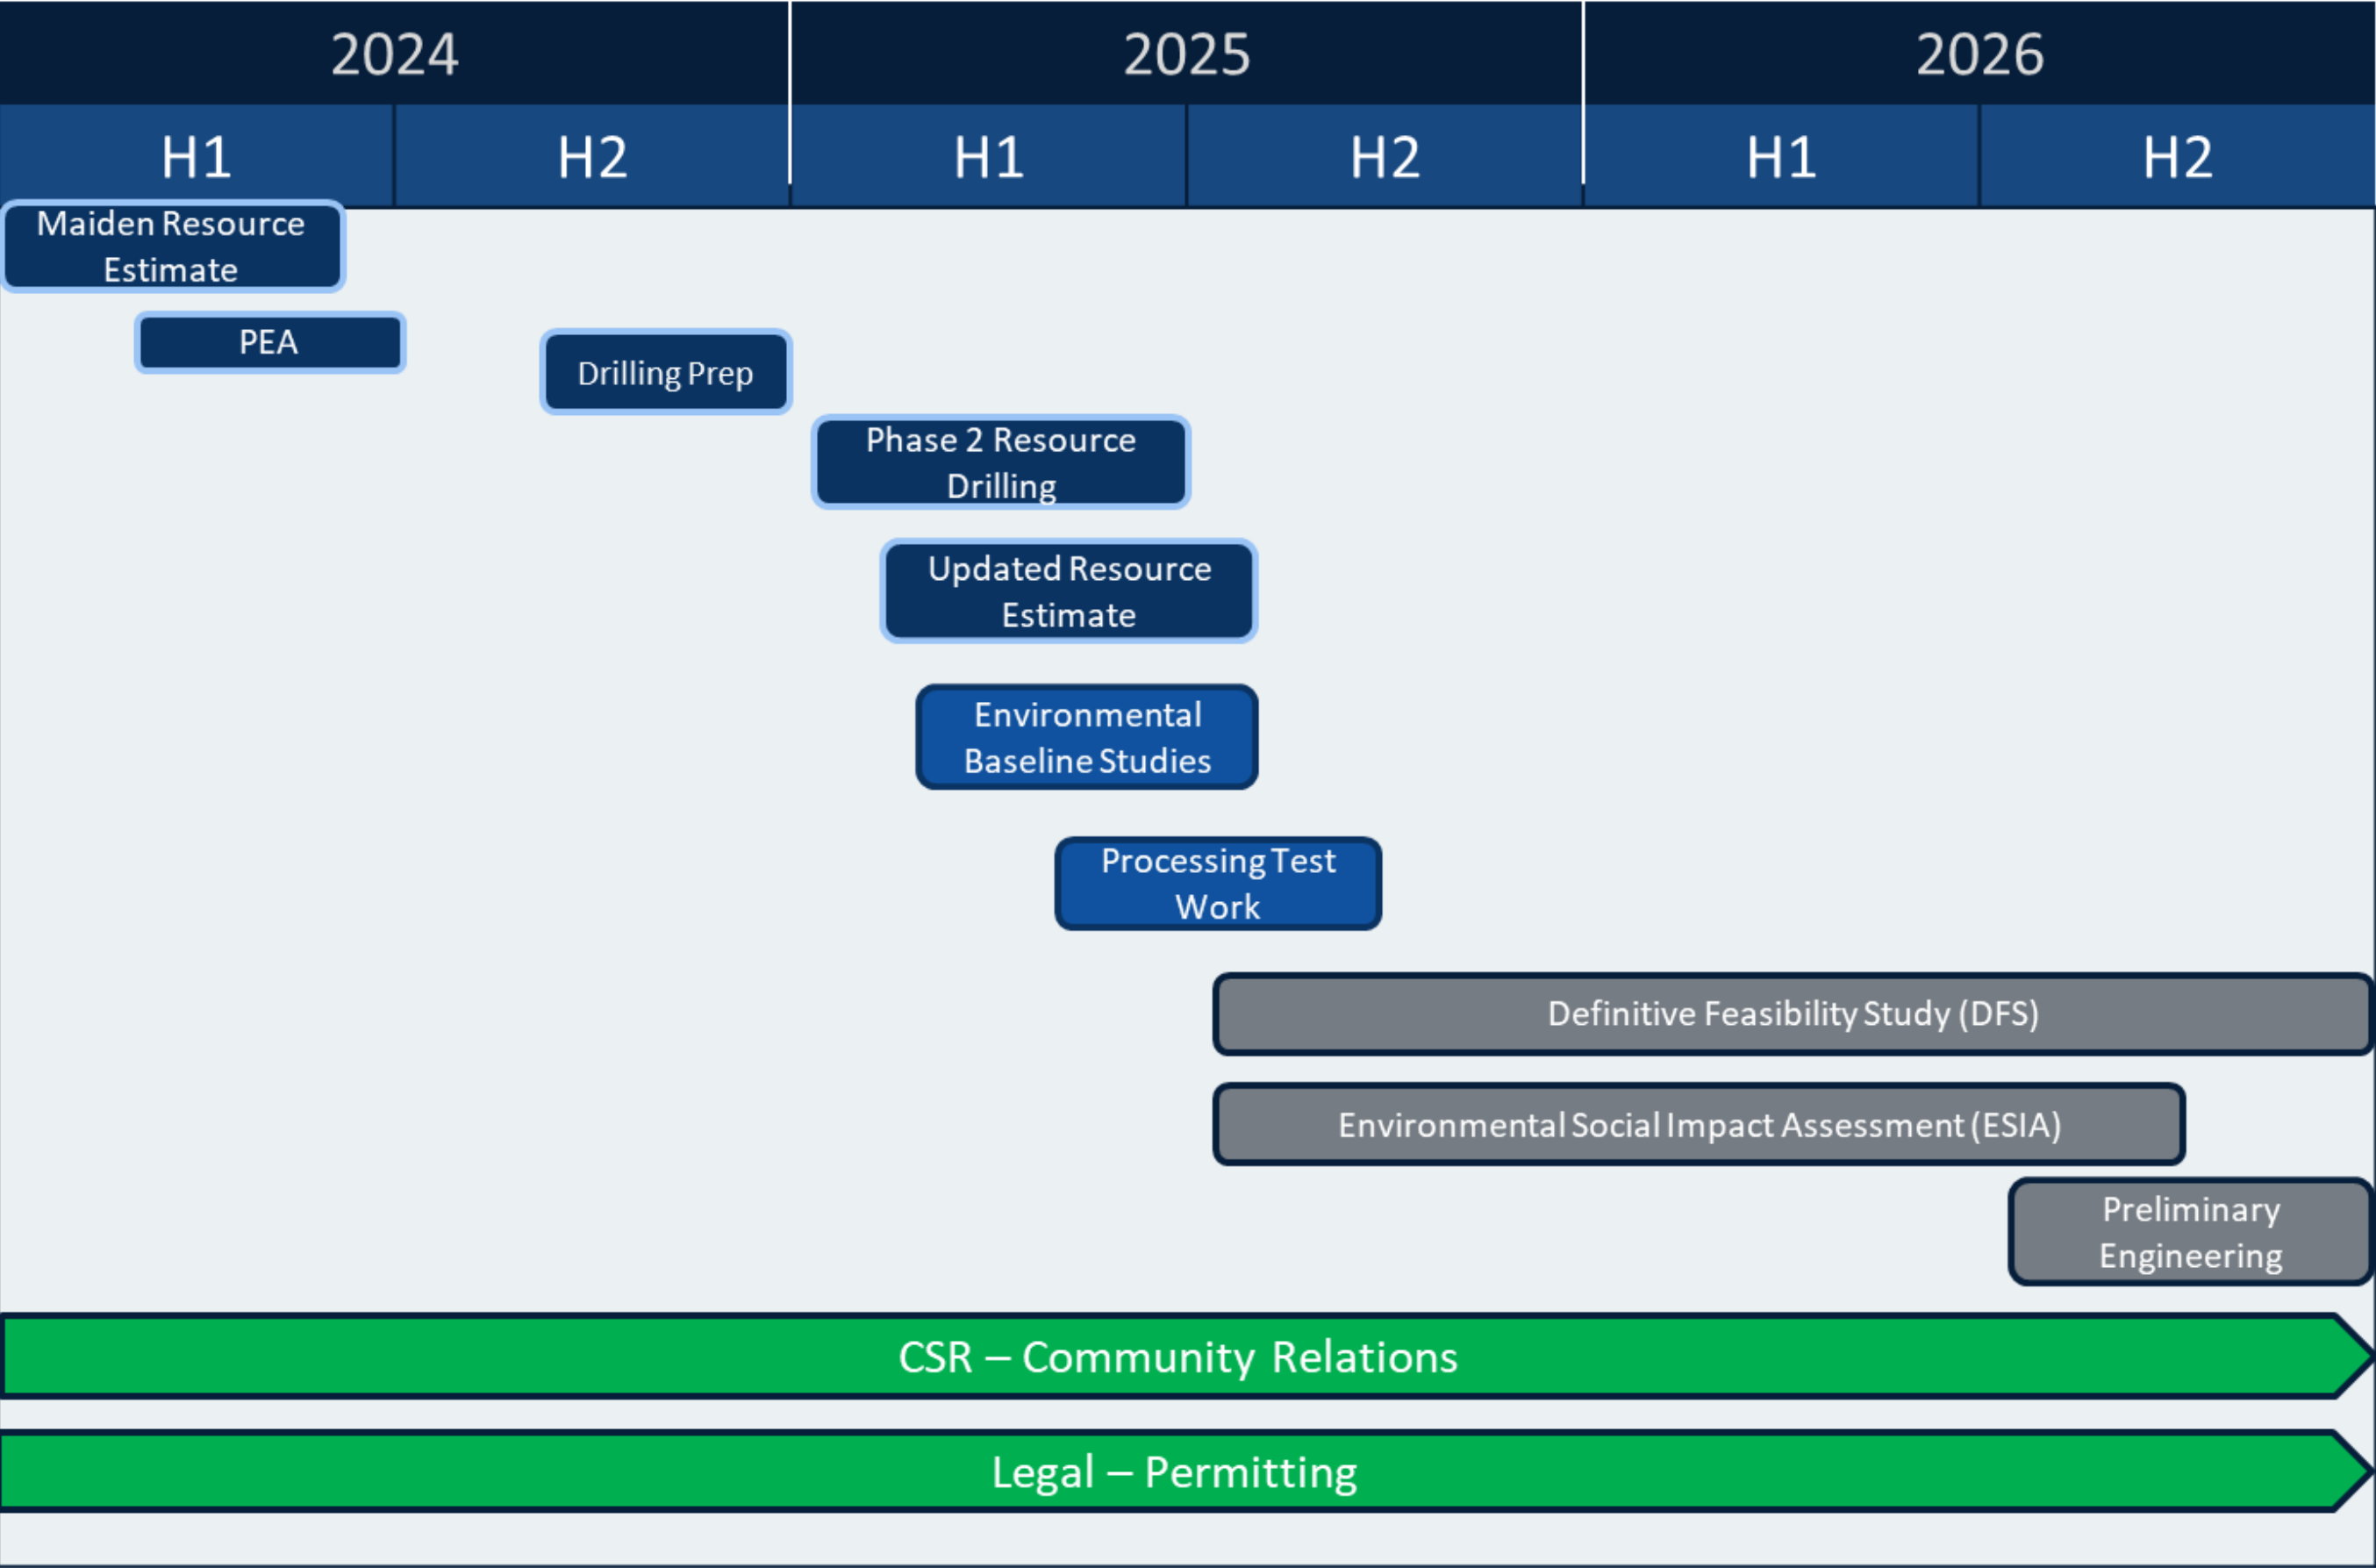 2024 2025 2026
H1 H2 H1 H2 H1 H2
Maiden Resource
Estimate
PEA
Drilling Prep
Phase 2 Resource
Drilling
Updated Resource
Estimate
Environmental
Baseline Studies
Processing Test
Work
Definitive Feasibility Study (DFS)
Environmental Social Impact Assessment (ESIA)
Preliminary
Engineering
CSR – Community Relations
Legal – Permitting